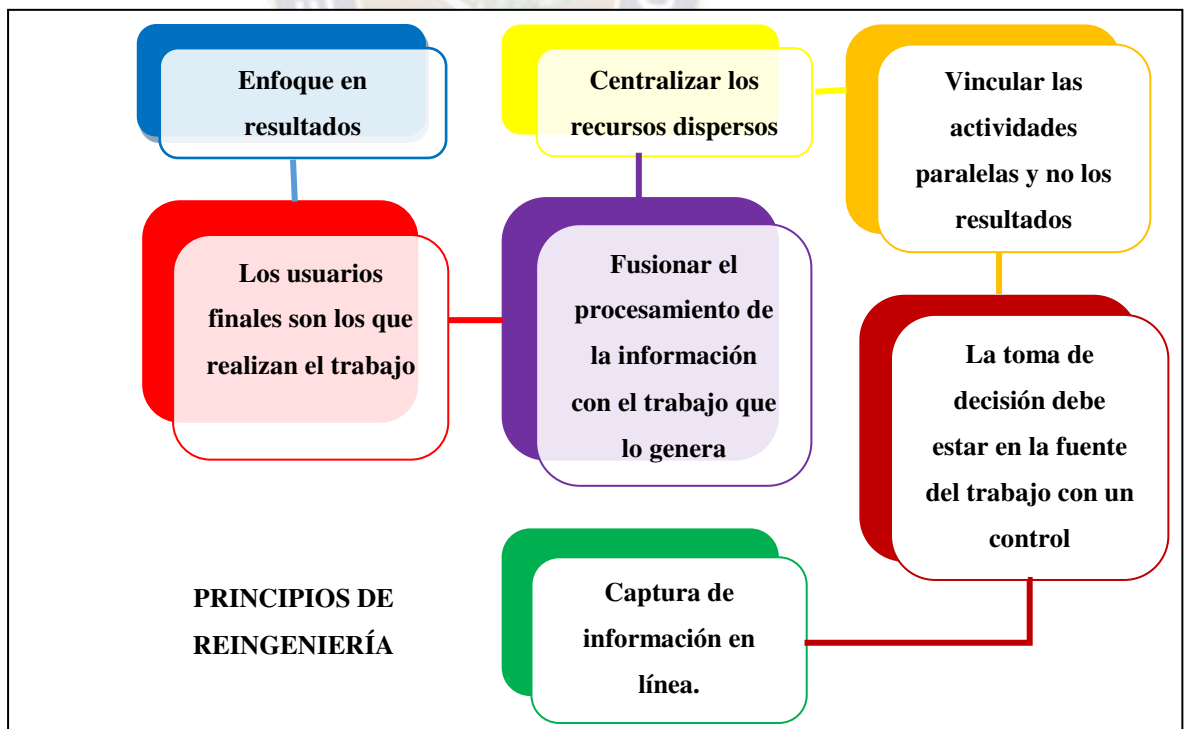 Enfoque en
resultados
Los usuarios
finales son los que
realizan el trabajo
Fusionar el
procesamiento de
la información
con el trabajo que
lo genera
Centralizar los
recursos dispersos
Vincular las
actividades
paralelas y no los
resultados
La toma de
decisión debe
estar en la fuente
del trabajo con un
control
Captura de
información en
línea.
PRINCIPIOS DE
REINGENIERÍA